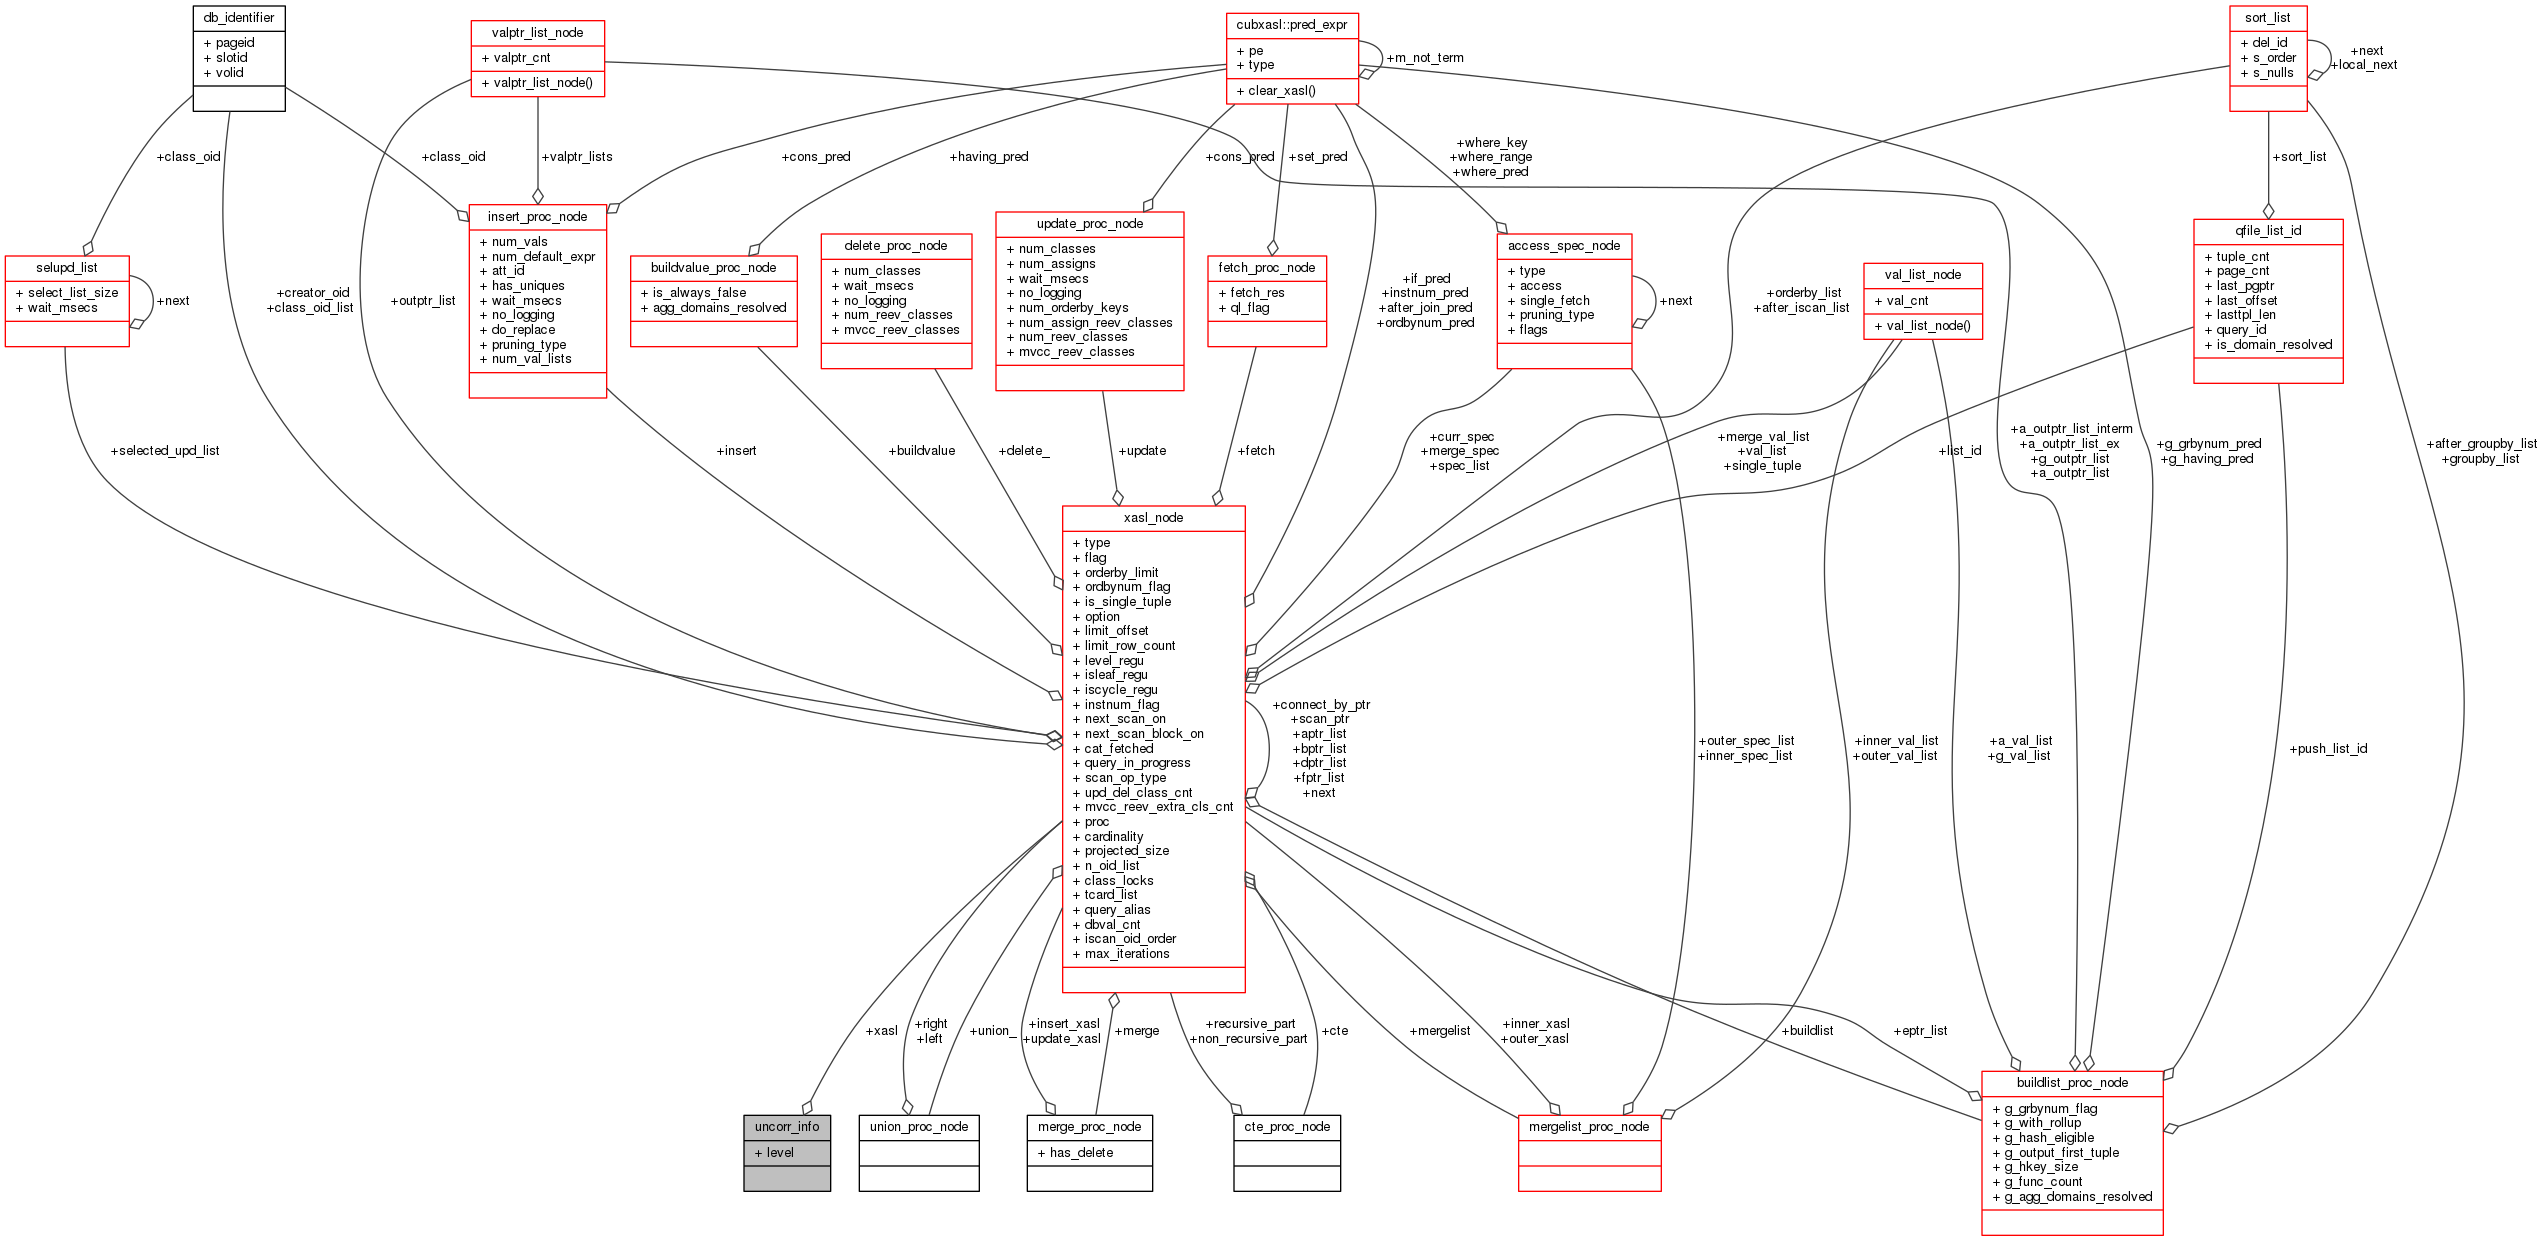 db_identifier
+ pageid
+ slotid
+ volid
valptr_list_node
+ valptr_cnt
+ valptr_list_node()
cubxasl::pred_expr
+ pe
+ type
+ clear_xasl()
+m_not_term
sort_list
+ del_id
+ s_order
+ s_nulls
+next
+local_next
+class_oid
+class_oid
+valptr_lists
+cons_pred
+having_pred
+cons_pred
+set_pred
+where_key
+where_range
+where_pred
+sort_list
selupd_list
+ select_list_size
+ wait_msecs
+next
+creator_oid
+class_oid_list
+outptr_list
insert_proc_node
+ num_vals
+ num_default_expr
+ att_id
+ has_uniques
+ wait_msecs
+ no_logging
+ do_replace
+ pruning_type
+ num_val_lists
buildvalue_proc_node
+ is_always_false
+ agg_domains_resolved
delete_proc_node
+ num_classes
+ wait_msecs
+ no_logging
+ num_reev_classes
+ mvcc_reev_classes
update_proc_node
+ num_classes
+ num_assigns
+ wait_msecs
+ no_logging
+ num_orderby_keys
+ num_assign_reev_classes
+ num_reev_classes
+ mvcc_reev_classes
fetch_proc_node
+ fetch_res
+ ql_flag
+if_pred
+instnum_pred
+after_join_pred
+ordbynum_pred
access_spec_node
+ type
+ access
+ single_fetch
+ pruning_type
+ flags
+next
+orderby_list
+after_iscan_list
val_list_node
+ val_cnt
+ val_list_node()
qfile_list_id
+ tuple_cnt
+ page_cnt
+ last_pgptr
+ last_offset
+ lasttpl_len
+ query_id
+ is_domain_resolved
+selected_upd_list
+insert
+buildvalue
+delete_
+update
+fetch
+curr_spec
+merge_spec
+spec_list
+merge_val_list
+val_list
+single_tuple
+list_id
+a_outptr_list_interm
+a_outptr_list_ex
+g_outptr_list
+a_outptr_list
+g_grbynum_pred
+g_having_pred
+after_groupby_list
+groupby_list
xasl_node
+ type
+ flag
+ orderby_limit
+ ordbynum_flag
+ is_single_tuple
+ option
+ limit_offset
+ limit_row_count
+ level_regu
+ isleaf_regu
+ iscycle_regu
+ instnum_flag
+ next_scan_on
+ next_scan_block_on
+ cat_fetched
+ query_in_progress
+ scan_op_type
+ upd_del_class_cnt
+ mvcc_reev_extra_cls_cnt
+ proc
+ cardinality
+ projected_size
+ n_oid_list
+ class_locks
+ tcard_list
+ query_alias
+ dbval_cnt
+ iscan_oid_order
+ max_iterations
+connect_by_ptr
+scan_ptr
+aptr_list
+bptr_list
+dptr_list
+fptr_list
+next
+outer_spec_list
+inner_spec_list
+inner_val_list
+outer_val_list
+a_val_list
+g_val_list
+push_list_id
+xasl
+right
+left
+union_
+insert_xasl
+update_xasl
+merge
+recursive_part
+non_recursive_part
+cte
+mergelist
+inner_xasl
+outer_xasl
+buildlist
+eptr_list
uncorr_info
+ level
union_proc_node
merge_proc_node
+ has_delete
cte_proc_node
mergelist_proc_node
buildlist_proc_node
+ g_grbynum_flag
+ g_with_rollup
+ g_hash_eligible
+ g_output_first_tuple
+ g_hkey_size
+ g_func_count
+ g_agg_domains_resolved